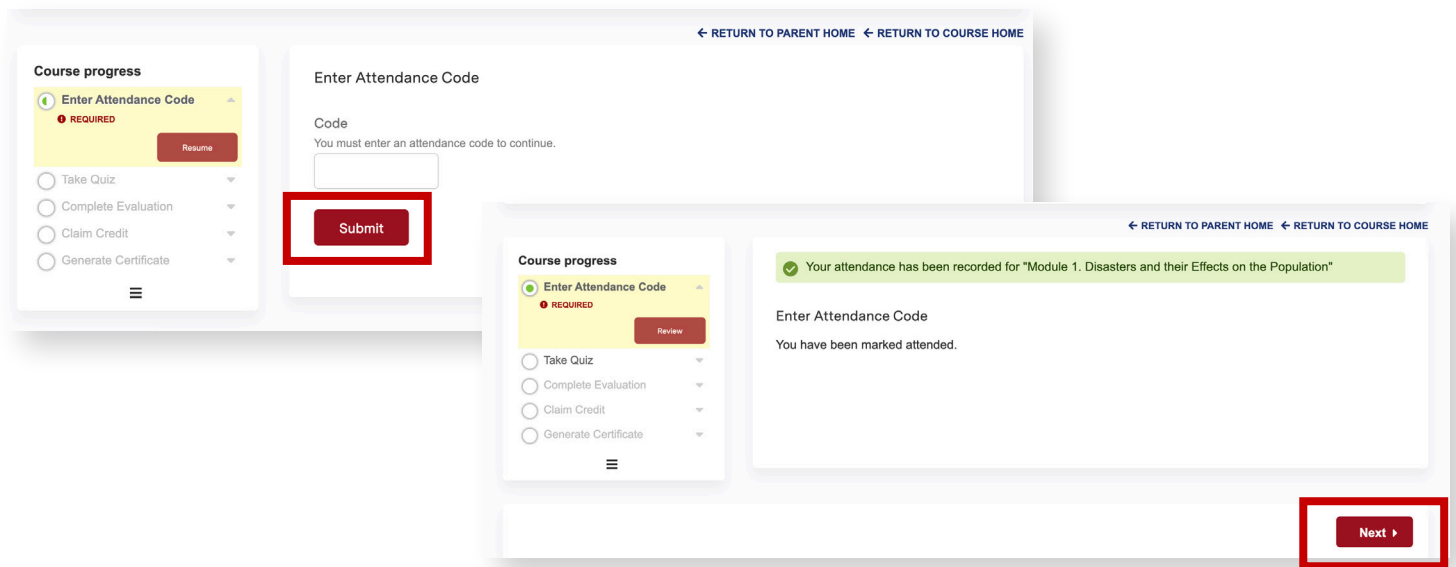 ← RETURN TO PARENT HOME ← RETURN TO COURSE HOME
Course progress
Enter Attendance Code
REQUIRED
Resume
Take Quiz
Complete Evaluation
Claim Credit
Generate Certificate
Enter Attendance Code
Code
You must enter an attendance code to continue.
Submit
← RETURN TO PARENT HOME ← RETURN TO COURSE HOME
Course progress
Enter Attendance Code
REQUIRED
Review
Take Quiz
Complete Evaluation
Claim Credit
Generate Certificate
Your attendance has been recorded for "Module 1. Disasters and their Effects on the Population"
Enter Attendance Code
You have been marked attended.
Next